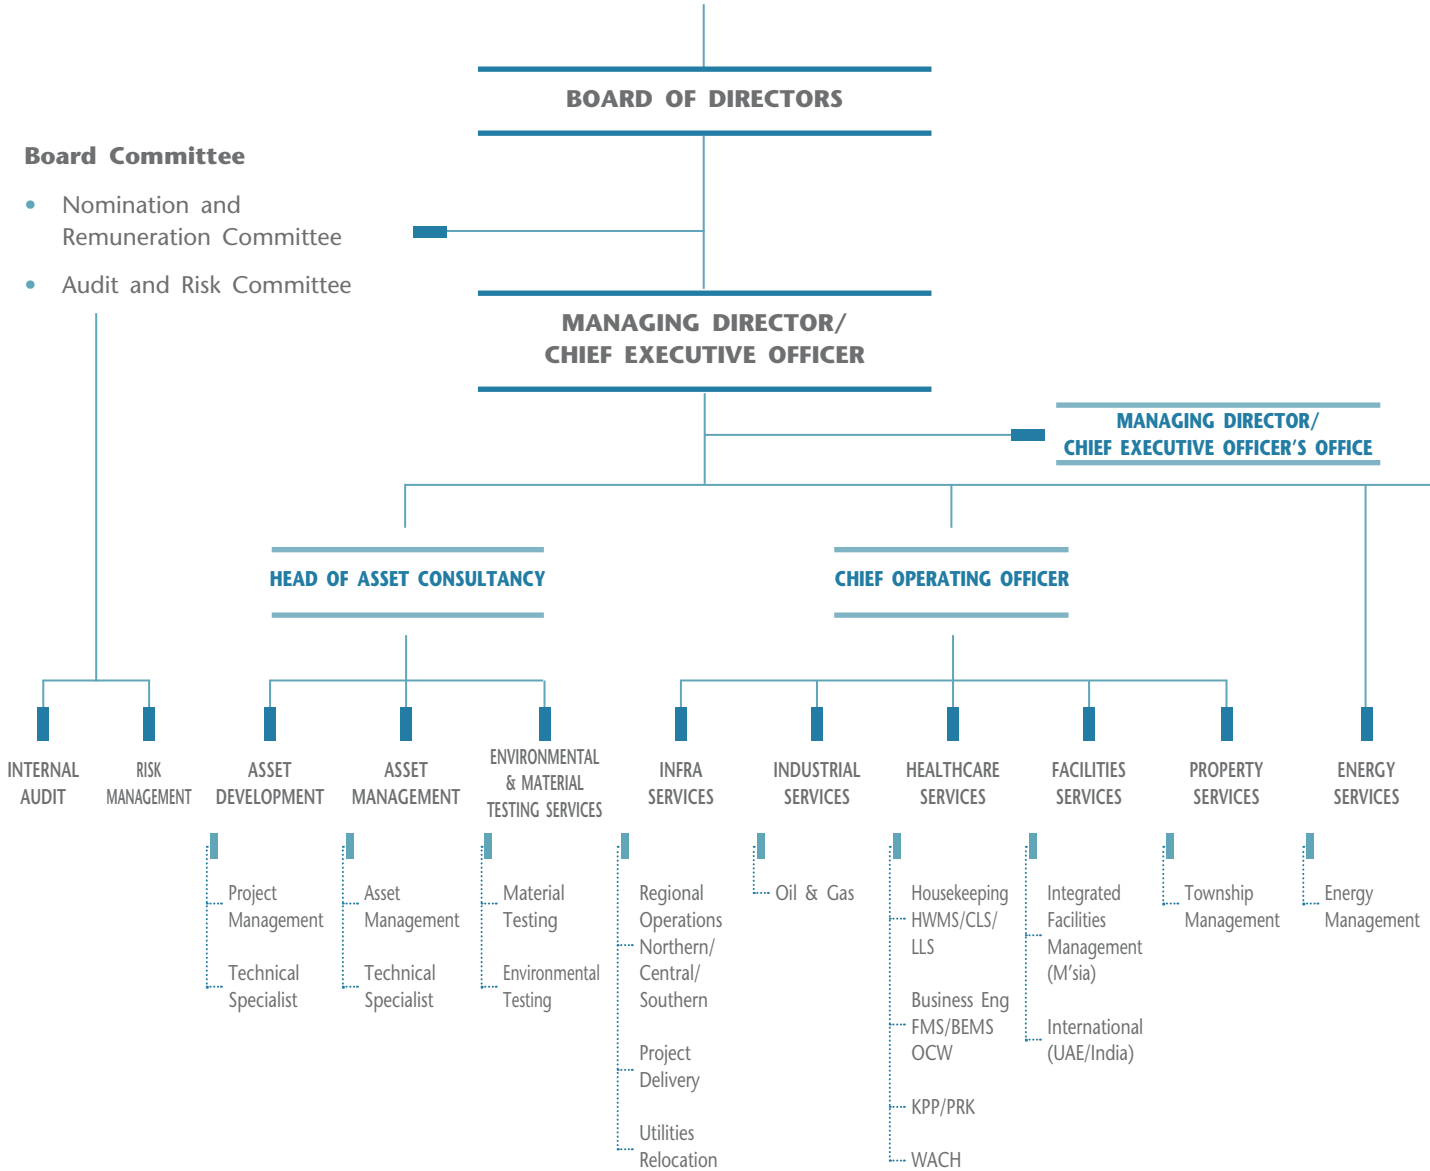 BOARD OF DIRECTORS
Board Committee
• Nomination and
Remuneration Committee
• Audit and Risk Committee
MANAGING DIRECTOR/
CHIEF EXECUTIVE OFFICER
MANAGING DIRECTOR/
CHIEF EXECUTIVE OFFICER'S OFFICE
HEAD OF ASSET CONSULTANCY
CHIEF OPERATING OFFICER
INTERNAL
AUDIT
RISK
MANAGEMENT
ASSET
DEVELOPMENT
Project
Management
Technical
Specialist
ASSET
MANAGEMENT
Asset
Management
Technical
Specialist
ENVIRONMENTAL
& MATERIAL
TESTING SERVICES
Material
Testing
Environmental
Testing
INFRA
SERVICES
Regional
Operations
Northern/
Central/
Southern
Project
Delivery
Utilities
Relocation
INDUSTRIAL
SERVICES
Oil & Gas
HEALTHCARE
SERVICES
Housekeeping
HWMS/CLS/
LLS
Business Eng
FMS/BEMS
OCW
KPP/PRK
WACH
FACILITIES
SERVICES
Integrated
Facilities
Management
(M'sia)
International
(UAE/India)
PROPERTY
SERVICES
Township
Management
ENERGY
SERVICES
Energy
Management